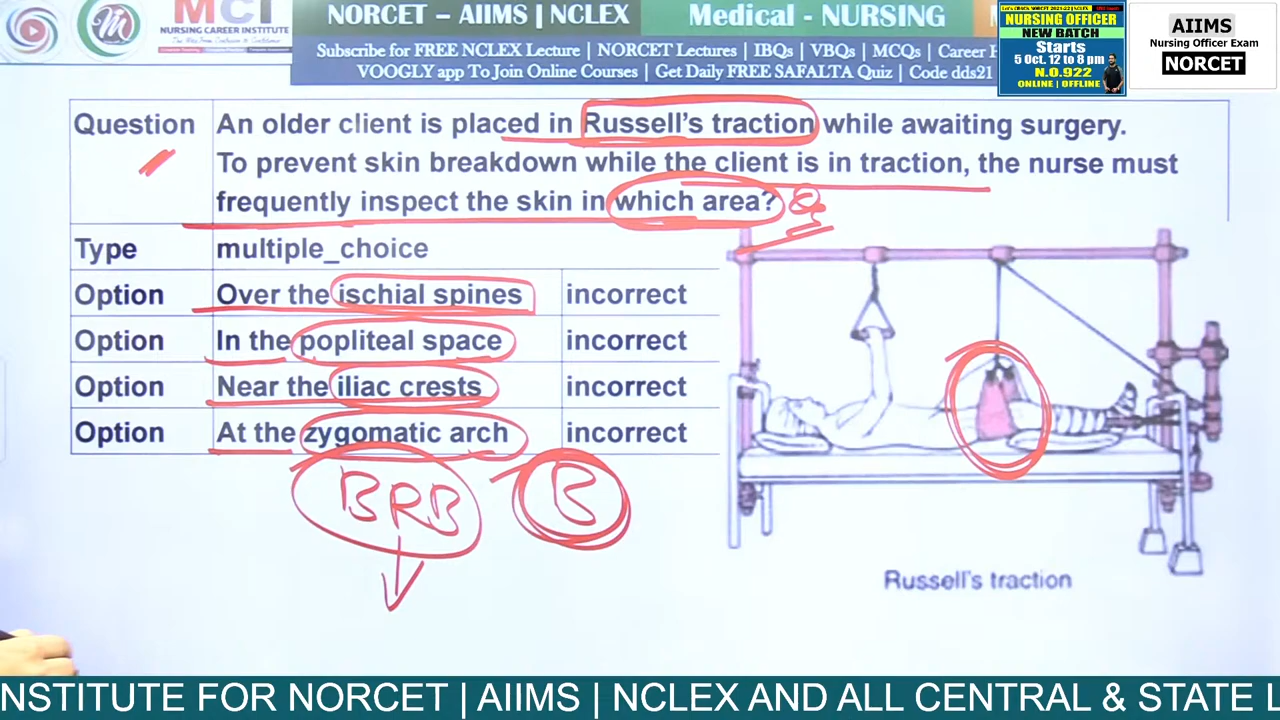 MCI
NURSING CAREER INSTITUTE
NORCET – AIIMS | NCLEX Medical - NURSING
Subscribe for FREE NCLEX Lecture | NORCET Lectures | IBQs | VBQs | MCQs | Career
VOOGLY app To Join Online Courses | Get Daily FREE SAFALTA Quiz | Code dds21
NURSING OFFICER
NEW BATCH
Starts
5 Oct. 12 to 8 pm
N.O.922
ONLINE | OFFLINE
AIIMS
Nursing Officer Exam
NORCET
Question An older client is placed in Russell's traction while awaiting surgery.
To prevent skin breakdown while the client is in traction, the nurse must
frequently inspect the skin in which area?
Type multiple_choice
Option Over the ischial spines incorrect
Option In the popliteal space incorrect
Option Near the iliac crests incorrect
Option At the zygomatic arch incorrect
BRB B
Russell's traction
NSTITUTE FOR NORCET | AIIMS | NCLEX AND ALL CENTRAL & STATE L